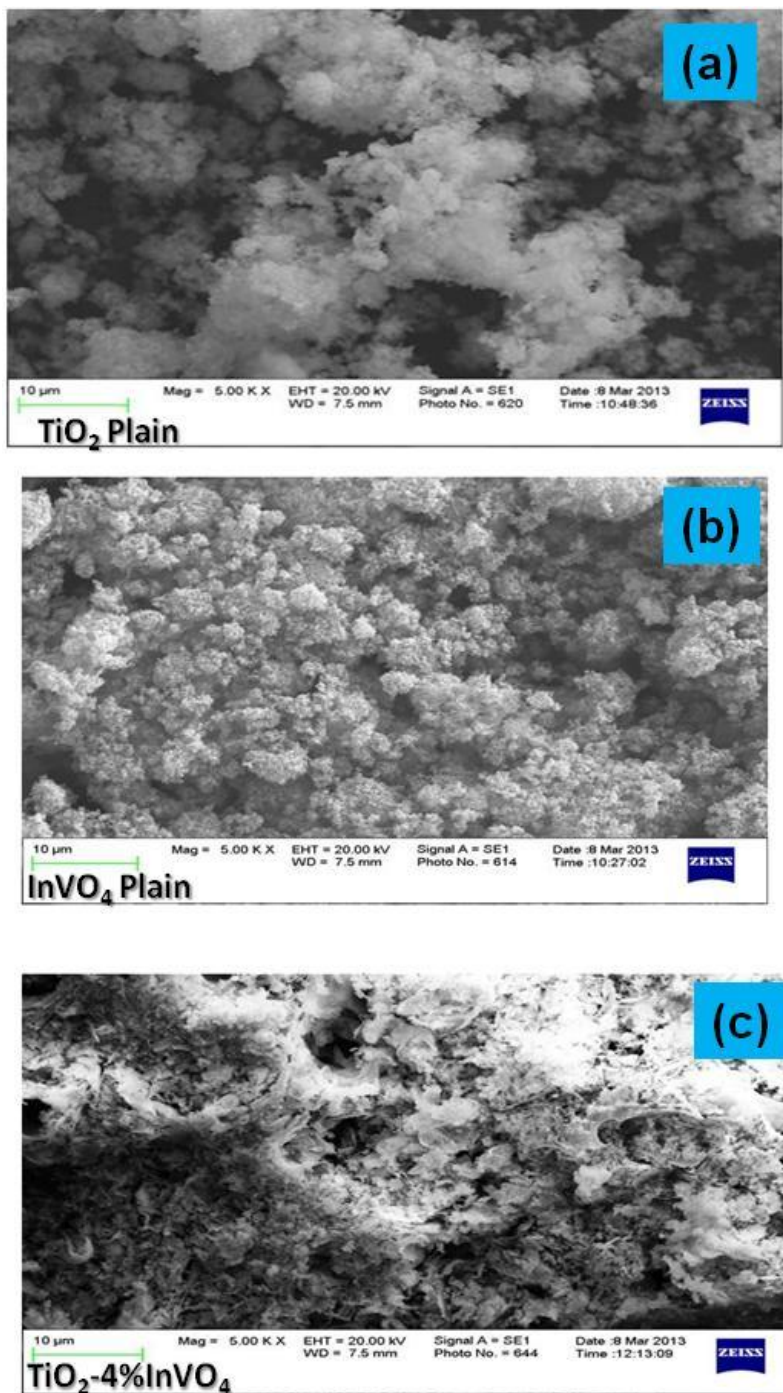 (a)
10 µm Mag = 5.00 K X EHT = 20.00 kV Signal A = SE1 Date :8 Mar 2013
WD = 7.5 mm Photo No. = 620 Time :10:48:36
ZEISS
TiO₂ Plain
(b)
10 µm Mag = 5.00 K X EHT = 20.00 kV Signal A = SE1 Date :8 Mar 2013
WD = 7.5 mm Photo No. = 614 Time :10:27:02
ZEISS
InVO₄ Plain
(c)
10 µm Mag = 5.00 K X EHT = 20.00 kV Signal A = SE1 Date :8 Mar 2013
WD = 7.5 mm Photo No. = 644 Time :12:13:09
ZEISS
TiO₂-4%InVO₄